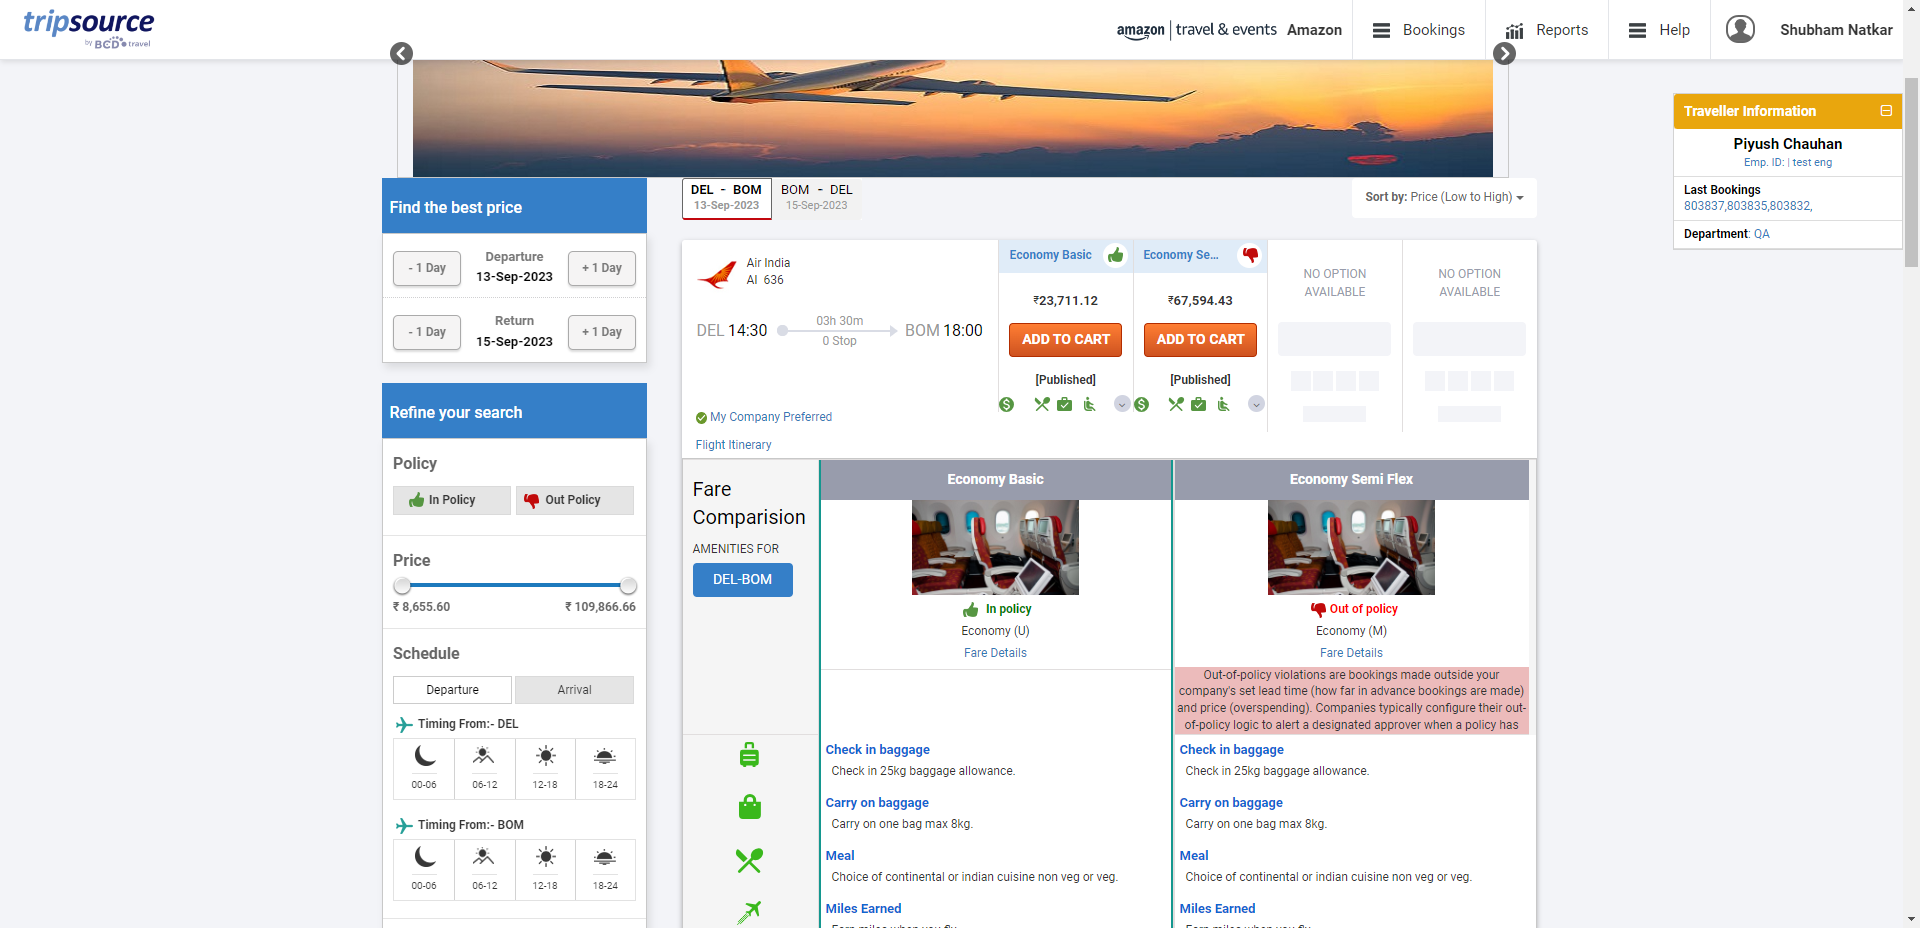 tripsource
by BCD travel
amazon | travel & events Amazon
Bookings
Reports
Help
Shubham Natkar
Traveller Information
Piyush Chauhan
Emp. ID: | test eng
Last Bookings
803837,803835,803832,
Department: QA
Find the best price
- 1 Day
Departure
13-Sep-2023
+ 1 Day
- 1 Day
Return
15-Sep-2023
+ 1 Day
Refine your search
Policy
In Policy
Out Policy
Price
₹ 8,655.60
₹ 109,866.66
Schedule
Departure
Arrival
Timing From:- DEL
00-06
06-12
12-18
18-24
Timing From:- BOM
00-06
06-12
12-18
18-24
DEL - BOM
13-Sep-2023
BOM - DEL
15-Sep-2023
Sort by: Price (Low to High)
Air India
AI 636
DEL 14:30
03h 30m
0 Stop
BOM 18:00
My Company Preferred
Flight Itinerary
Economy Basic
₹23,711.12
ADD TO CART
[Published]
Economy Se...
₹67,594.43
ADD TO CART
[Published]
NO OPTION
AVAILABLE
NO OPTION
AVAILABLE
Fare
Comparision
AMENITIES FOR
DEL-BOM
Economy Basic
In policy
Economy (U)
Fare Details
Economy Semi Flex
Out of policy
Economy (M)
Fare Details
Out-of-policy violations are bookings made outside your
company's set lead time (how far in advance bookings are made)
and price (overspending). Companies typically configure their out-
of-policy logic to alert a designated approver when a policy has
Check in baggage
Check in 25kg baggage allowance.
Carry on baggage
Carry on one bag max 8kg.
Meal
Choice of continental or indian cuisine non veg or veg.
Miles Earned
Check in baggage
Check in 25kg baggage allowance.
Carry on baggage
Carry on one bag max 8kg.
Meal
Choice of continental or indian cuisine non veg or veg.
Miles Earned